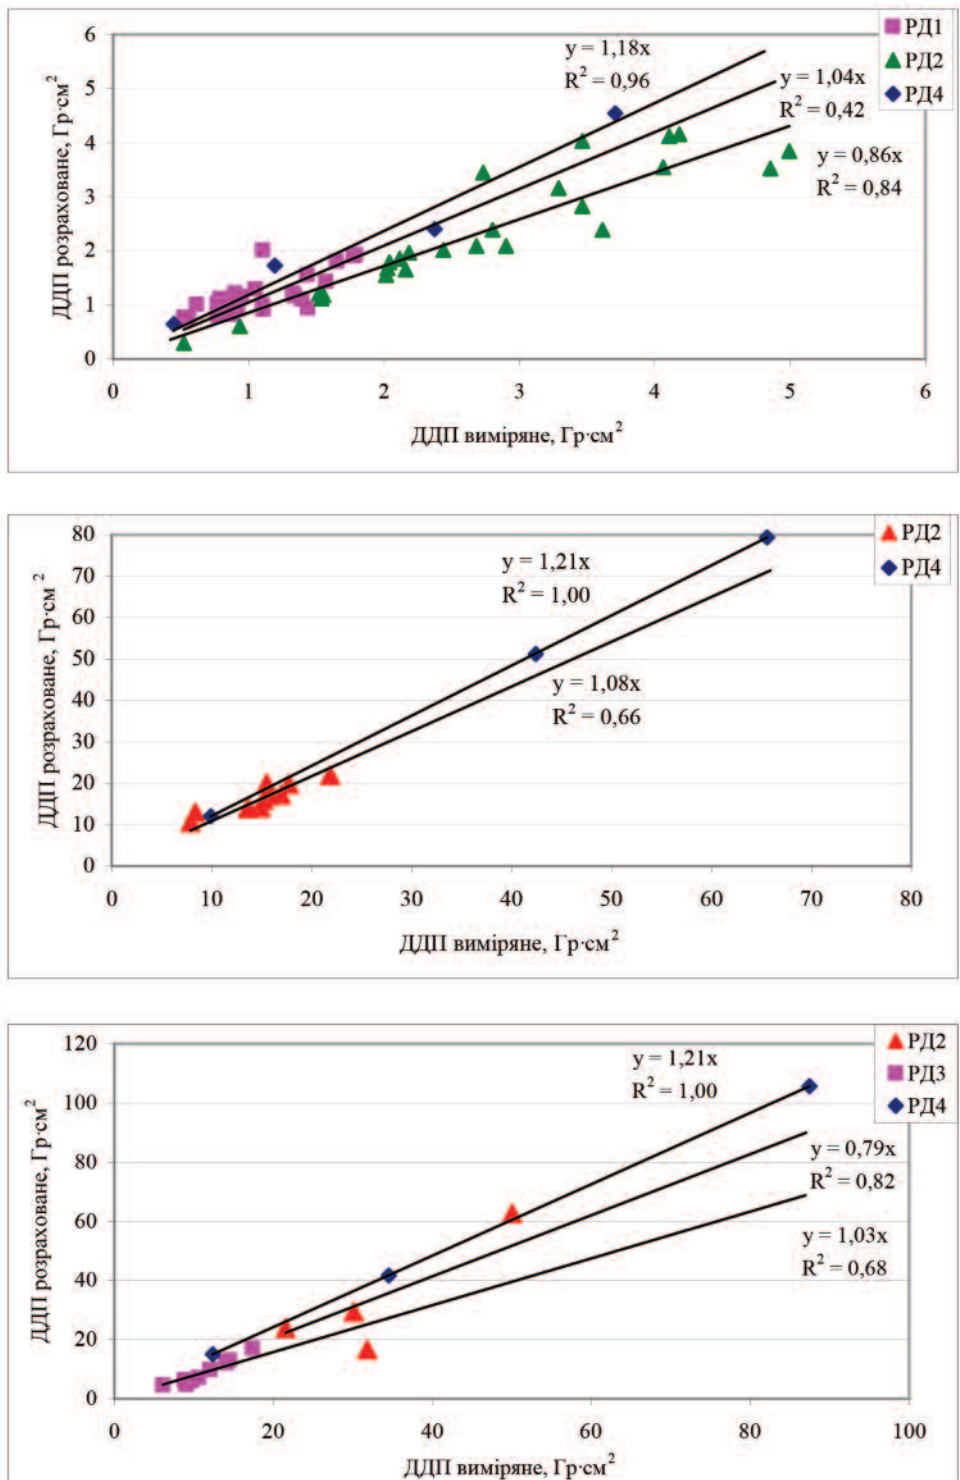 РД1
РД2
РД4
y = 1,18x
R² = 0,96
y = 1,04x
R² = 0,42
y = 0,86x
R² = 0,84
ДДП розраховане, Гр·см²
6
5
4
3
2
1
0
0 1 2 3 4 5 6
ДДП виміряне, Гр·см²
РД2
РД4
y = 1,21x
R² = 1,00
y = 1,08x
R² = 0,66
ДДП розраховане, Гр·см²
80
70
60
50
40
30
20
10
0
0 10 20 30 40 50 60 70 80
ДДП виміряне, Гр·см²
РД2
РД3
РД4
y = 1,21x
R² = 1,00
y = 0,79x
R² = 0,82
y = 1,03x
R² = 0,68
ДДП розраховане, Гр·см²
120
100
80
60
40
20
0
0 20 40 60 80 100
ДДП виміряне, Гр·см²